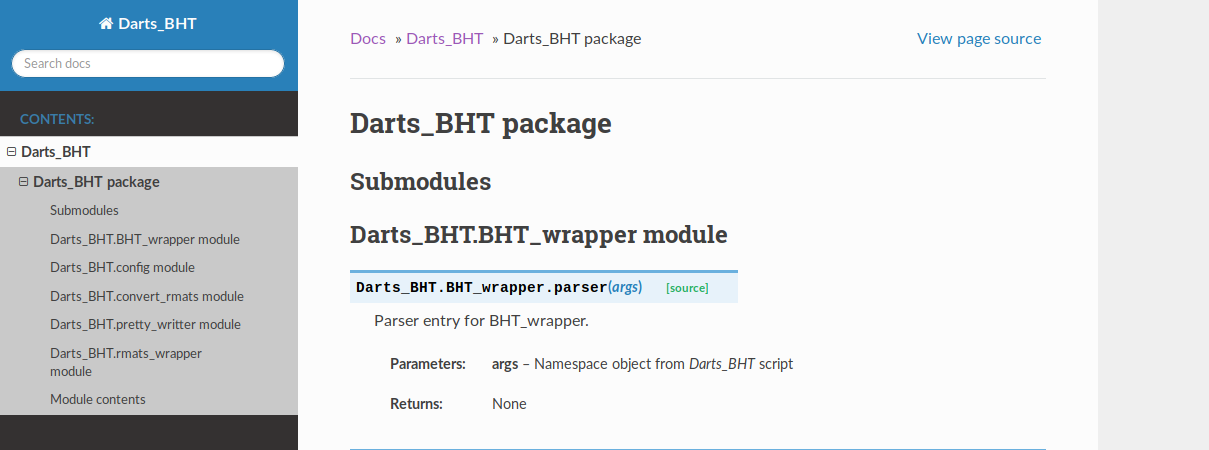 Darts_BHT
Search docs
CONTENTS:
Darts_BHT
Darts_BHT package
Submodules
Darts_BHT.BHT_wrapper module
Darts_BHT.config module
Darts_BHT.convert_rmats module
Darts_BHT.pretty_writter module
Darts_BHT.rmats_wrapper
module
Module contents
Docs » Darts_BHT » Darts_BHT package View page source
Darts_BHT package
Submodules
Darts_BHT.BHT_wrapper module
Darts_BHT.BHT_wrapper.parser(args) [source]
Parser entry for BHT_wrapper.
Parameters: args – Namespace object from Darts_BHT script
Returns: None